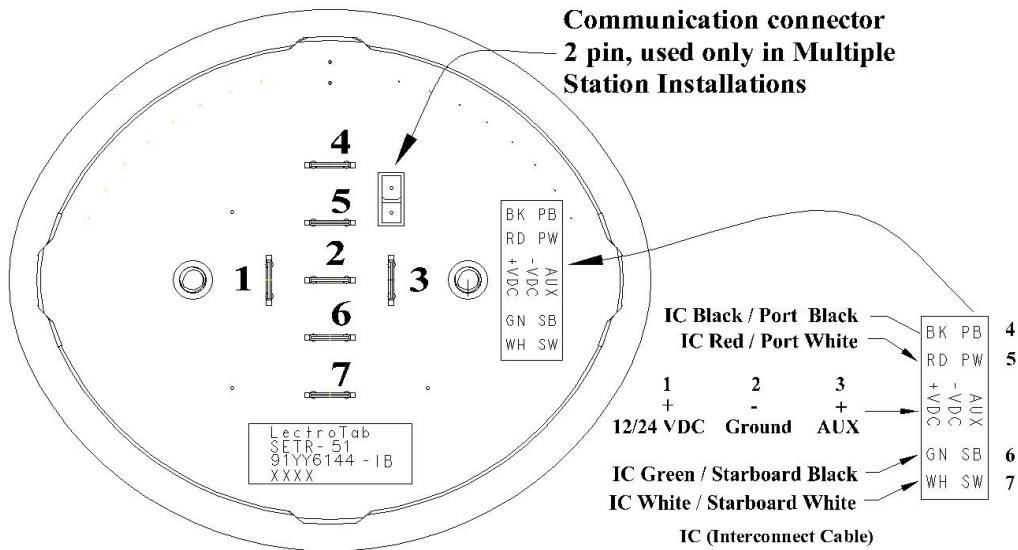 Communication connector
2 pin, used only in Multiple
Station Installations
4
5
2
1
3
6
7
BK PB
RD PW
+VDC -VDC AUX
GN SB
WH SW
LectroTab
SETR-51
91YY6144-IB
XXXX
IC Black / Port Black
IC Red / Port White
1 2 3
+ - +
12/24 VDC Ground AUX
IC Green / Starboard Black
IC White / Starboard White
IC (Interconnect Cable)
BK PB 4
RD PW 5
+VDC -VDC AUX
GN SB 6
WH SW 7